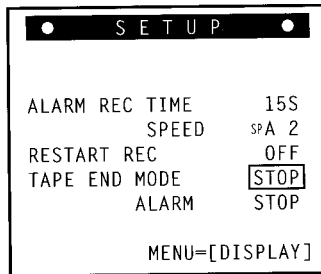 SETUP
ALARM REC TIME 15S
SPEED SPA 2
RESTART REC OFF
TAPE END MODE STOP
ALARM STOP
MENU=[DISPLAY]